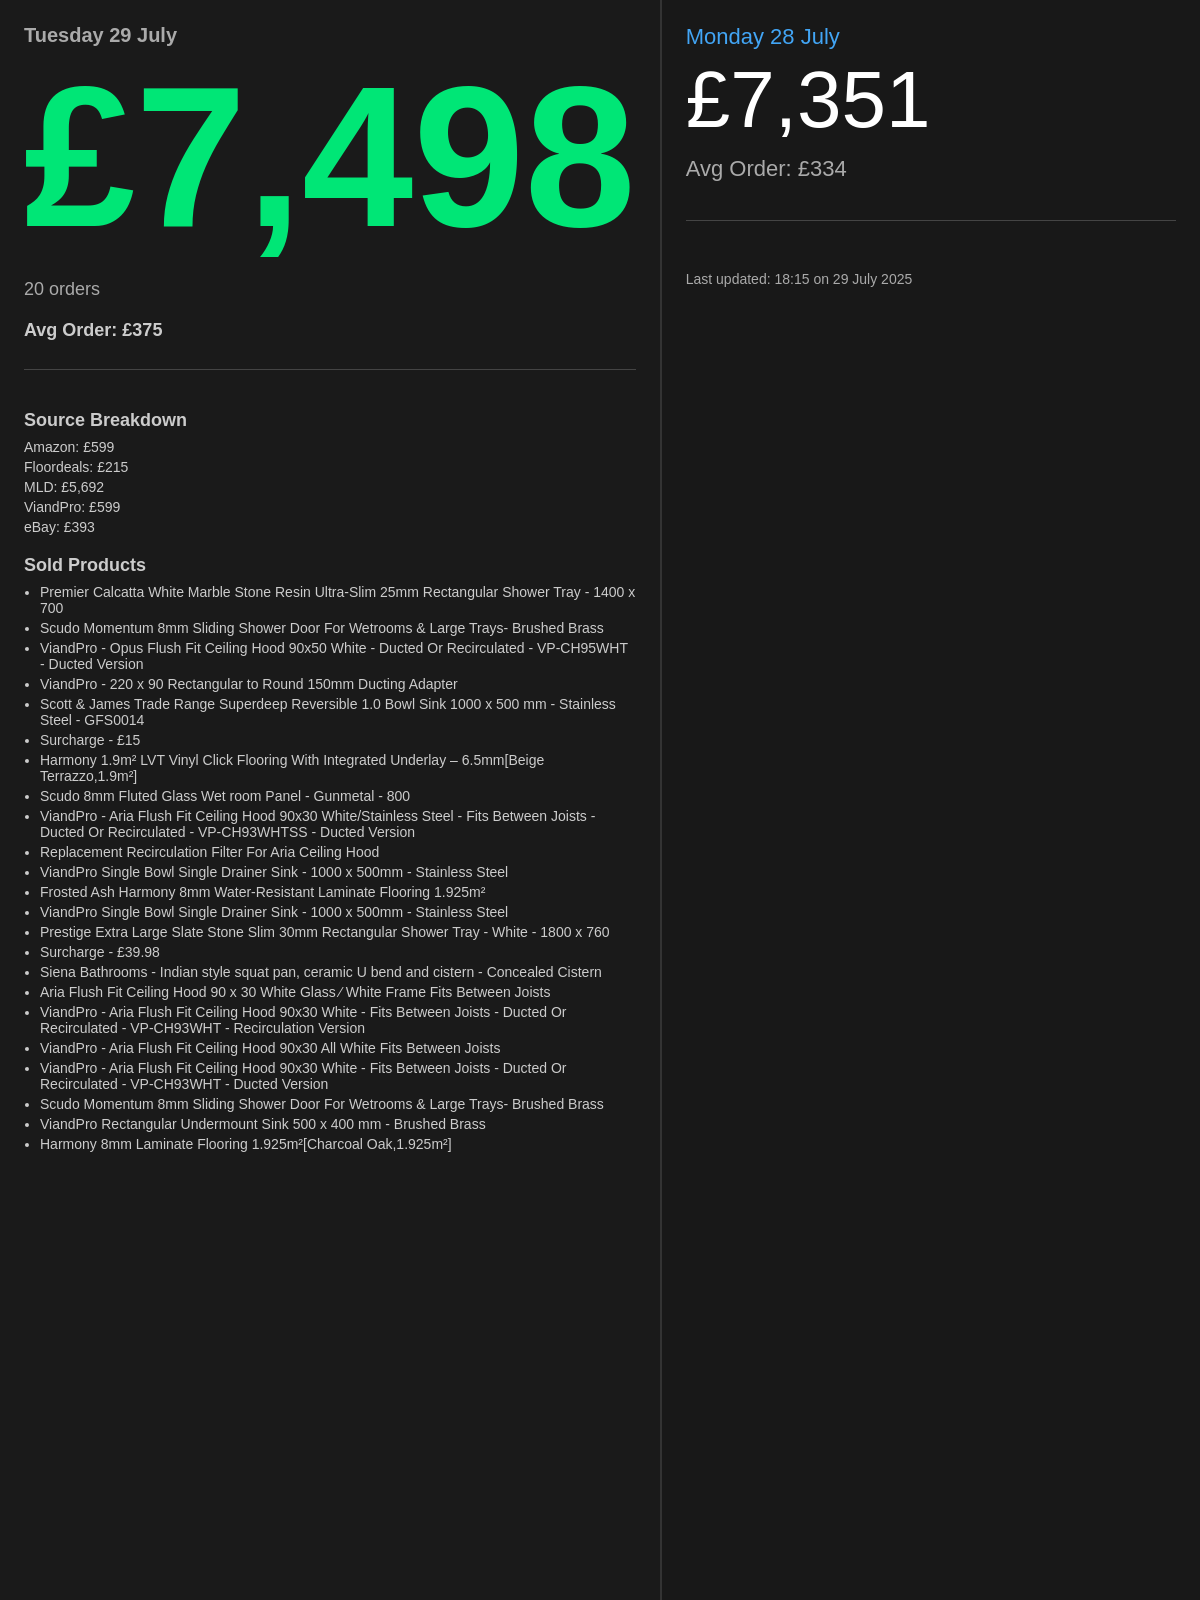 Tuesday 29 July
£7,498
20 orders
Avg Order: £375
Source Breakdown
Amazon: £599
Floordeals: £215
MLD: £5,692
ViandPro: £599
eBay: £393
Sold Products
• Premier Calcatta White Marble Stone Resin Ultra-Slim 25mm Rectangular Shower Tray - 1400 x
700
• Scudo Momentum 8mm Sliding Shower Door For Wetrooms & Large Trays- Brushed Brass
• ViandPro - Opus Flush Fit Ceiling Hood 90x50 White - Ducted Or Recirculated - VP-CH95WHT
- Ducted Version
• ViandPro - 220 x 90 Rectangular to Round 150mm Ducting Adapter
• Scott & James Trade Range Superdeep Reversible 1.0 Bowl Sink 1000 x 500 mm - Stainless
Steel - GFS0014
• Surcharge - £15
• Harmony 1.9m² LVT Vinyl Click Flooring With Integrated Underlay – 6.5mm[Beige
Terrazzo,1.9m²]
• Scudo 8mm Fluted Glass Wet room Panel - Gunmetal - 800
• ViandPro - Aria Flush Fit Ceiling Hood 90x30 White/Stainless Steel - Fits Between Joists -
Ducted Or Recirculated - VP-CH93WHTSS - Ducted Version
• Replacement Recirculation Filter For Aria Ceiling Hood
• ViandPro Single Bowl Single Drainer Sink - 1000 x 500mm - Stainless Steel
• Frosted Ash Harmony 8mm Water-Resistant Laminate Flooring 1.925m²
• ViandPro Single Bowl Single Drainer Sink - 1000 x 500mm - Stainless Steel
• Prestige Extra Large Slate Stone Slim 30mm Rectangular Shower Tray - White - 1800 x 760
• Surcharge - £39.98
• Siena Bathrooms - Indian style squat pan, ceramic U bend and cistern - Concealed Cistern
• Aria Flush Fit Ceiling Hood 90 x 30 White Glass ⁄ White Frame Fits Between Joists
• ViandPro - Aria Flush Fit Ceiling Hood 90x30 White - Fits Between Joists - Ducted Or
Recirculated - VP-CH93WHT - Recirculation Version
• ViandPro - Aria Flush Fit Ceiling Hood 90x30 All White Fits Between Joists
• ViandPro - Aria Flush Fit Ceiling Hood 90x30 White - Fits Between Joists - Ducted Or
Recirculated - VP-CH93WHT - Ducted Version
• Scudo Momentum 8mm Sliding Shower Door For Wetrooms & Large Trays- Brushed Brass
• ViandPro Rectangular Undermount Sink 500 x 400 mm - Brushed Brass
• Harmony 8mm Laminate Flooring 1.925m²[Charcoal Oak,1.925m²]
Monday 28 July
£7,351
Avg Order: £334
Last updated: 18:15 on 29 July 2025